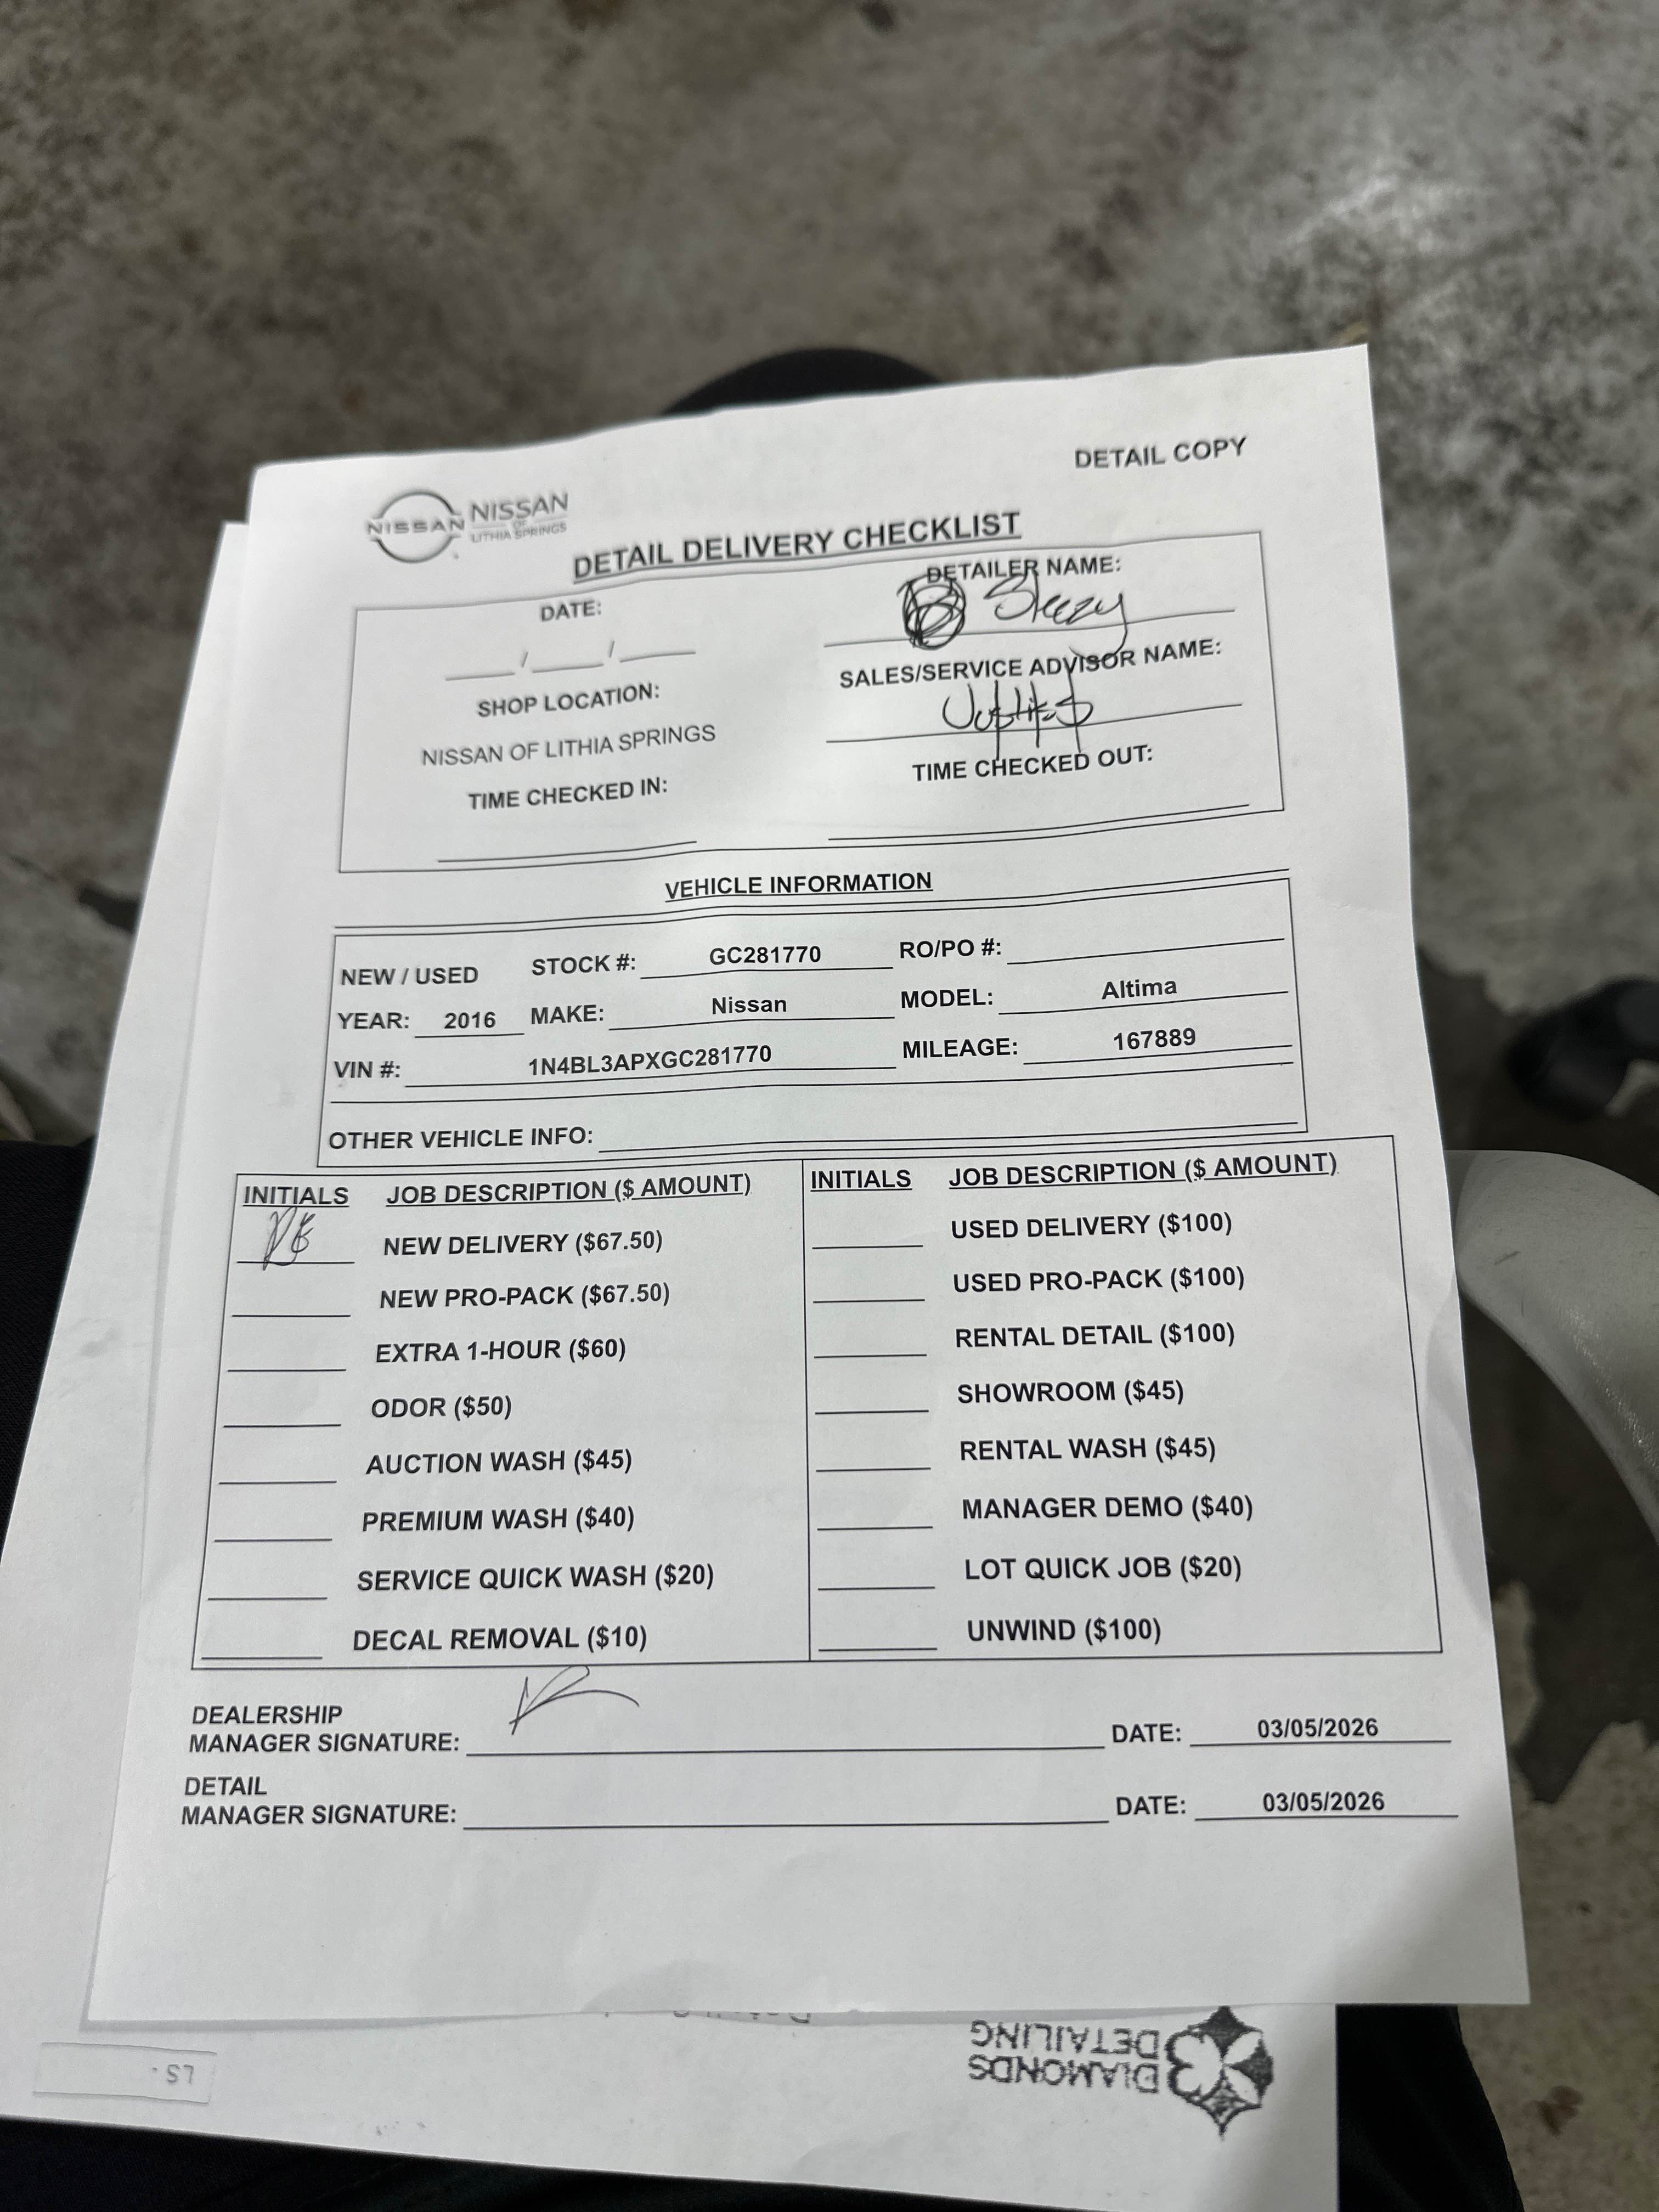 DETAIL COPY
NISSAN NISSAN
OF
LITHIA SPRINGS
DETAIL DELIVERY CHECKLIST
DATE:
___/___/___
DETAILER NAME:
SHOP LOCATION:
NISSAN OF LITHIA SPRINGS
SALES/SERVICE ADVISOR NAME:
TIME CHECKED IN:
TIME CHECKED OUT:
VEHICLE INFORMATION
NEW / USED STOCK #: GC281770 RO/PO #:
YEAR: 2016 MAKE: Nissan MODEL: Altima
VIN #: 1N4BL3APXGC281770 MILEAGE: 167889
OTHER VEHICLE INFO:
INITIALS JOB DESCRIPTION ($ AMOUNT)
NEW DELIVERY ($67.50)
NEW PRO-PACK ($67.50)
EXTRA 1-HOUR ($60)
ODOR ($50)
AUCTION WASH ($45)
PREMIUM WASH ($40)
SERVICE QUICK WASH ($20)
DECAL REMOVAL ($10)
INITIALS JOB DESCRIPTION ($ AMOUNT)
USED DELIVERY ($100)
USED PRO-PACK ($100)
RENTAL DETAIL ($100)
SHOWROOM ($45)
RENTAL WASH ($45)
MANAGER DEMO ($40)
LOT QUICK JOB ($20)
UNWIND ($100)
DEALERSHIP
MANAGER SIGNATURE: DATE: 03/05/2026
DETAIL
MANAGER SIGNATURE: DATE: 03/05/2026
DIAMONDS
DETAILING
LS -